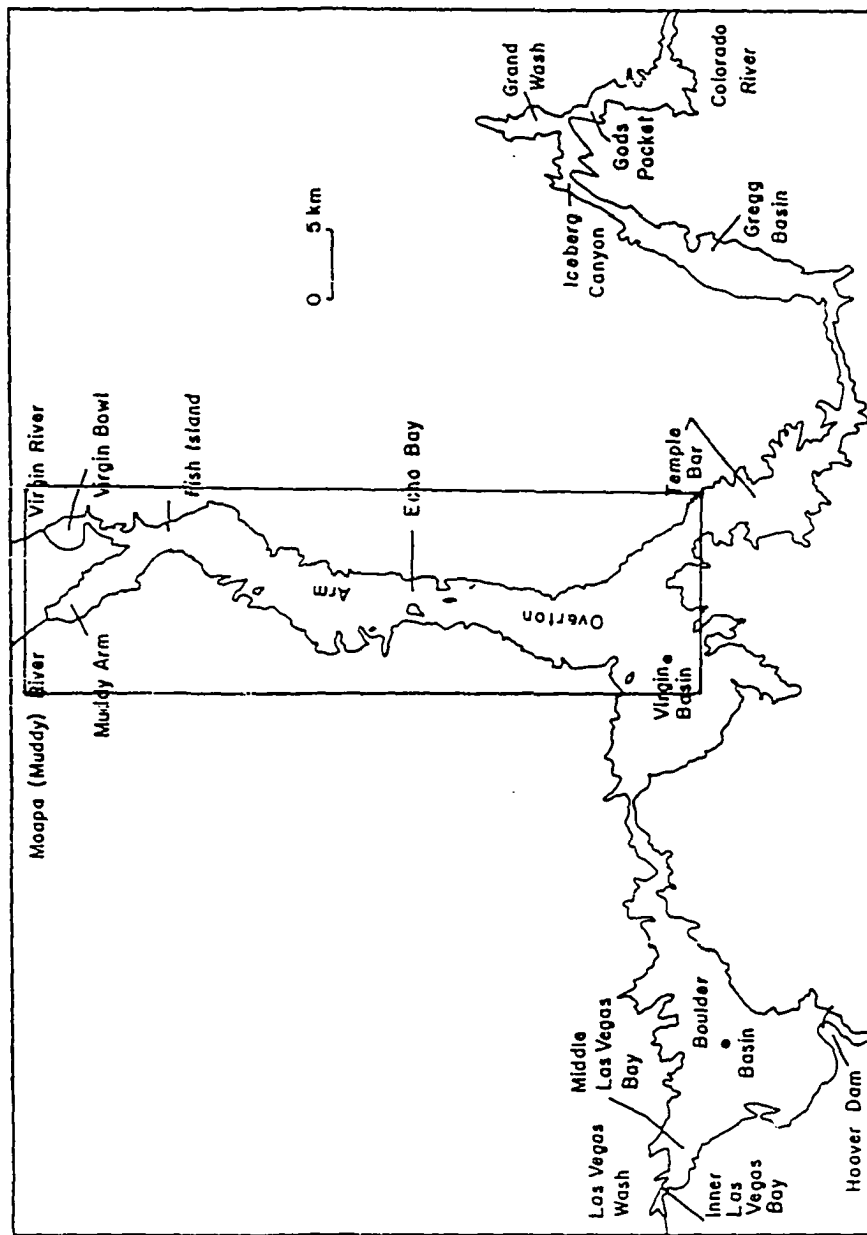 Moapa (Muddy) River
Muddy Arm
Virgin River
Virgin Bowl
Fish Island
Echo Bay
Arm
Overton
Virgin
Basin
Temple
Bar
0 5 km
Grand
Wash
Gods
Pocket
Colorado
River
Iceberg
Canyon
Gregg
Basin
Las Vegas
Wash
Middle
Las Vegas
Bay
Inner
Las
Vegas
Bay
Boulder
Basin
Hoover Dam